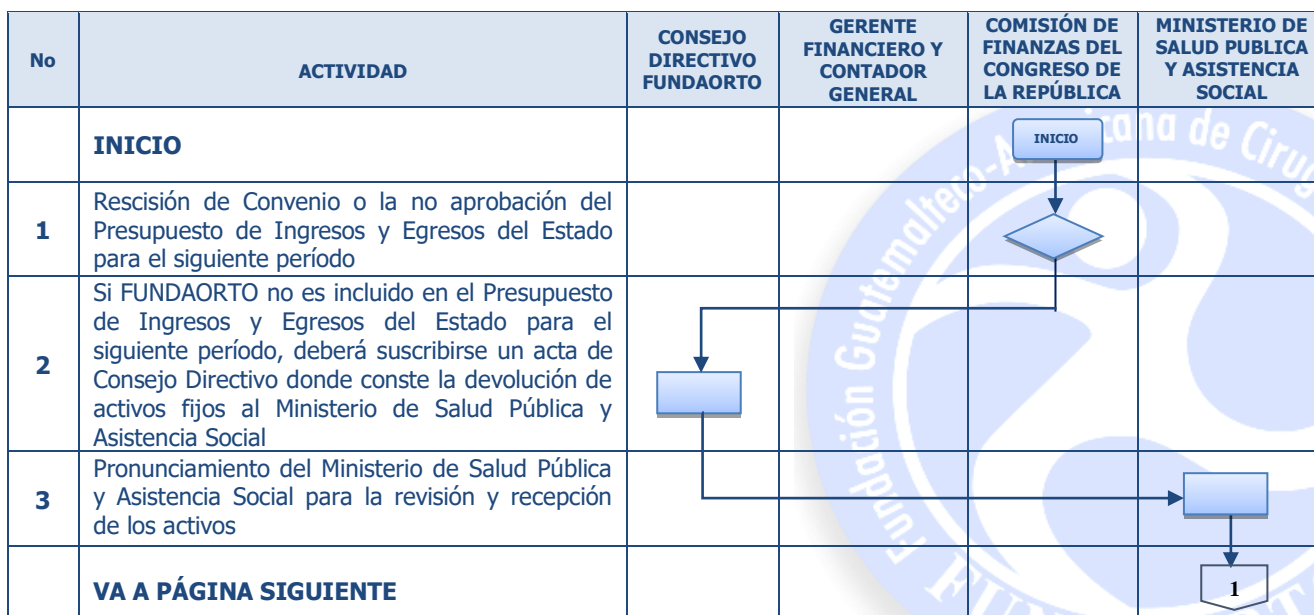 No
ACTIVIDAD
CONSEJO
DIRECTIVO
FUNDAORTO
GERENTE
FINANCIERO Y
CONTADOR
GENERAL
COMISIÓN DE
FINANZAS DEL
CONGRESO DE
LA REPÚBLICA
MINISTERIO DE
SALUD PUBLICA
Y ASISTENCIA
SOCIAL
INICIO
INICIO
1
Rescisión de Convenio o la no aprobación del
Presupuesto de Ingresos y Egresos del Estado
para el siguiente período
2
Si FUNDAORTO no es incluido en el Presupuesto
de Ingresos y Egresos del Estado para el
siguiente período, deberá suscribirse un acta de
Consejo Directivo donde conste la devolución de
activos fijos al Ministerio de Salud Pública y
Asistencia Social
3
Pronunciamiento del Ministerio de Salud Pública
y Asistencia Social para la revisión y recepción
de los activos
VA A PÁGINA SIGUIENTE
1
Fundación Guatemaltero-Americana de